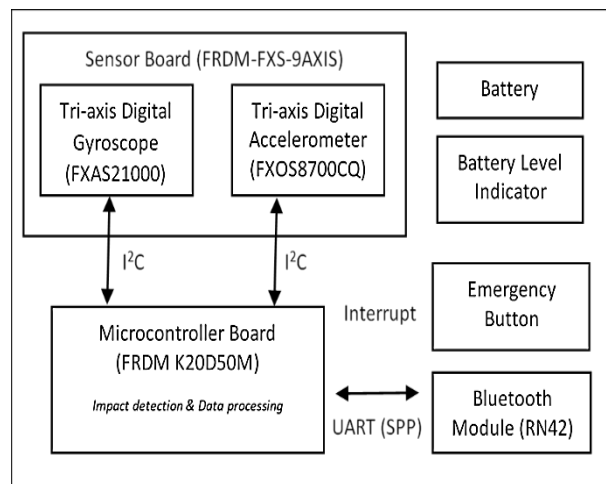 Sensor Board (FRDM-FXS-9AXIS)
Tri-axis Digital
Gyroscope
(FXAS21000)
Tri-axis Digital
Accelerometer
(FXOS8700CQ)
Battery
Battery Level
Indicator
I²C
I²C
Microcontroller Board
(FRDM K20D50M)
Impact detection & Data processing
Interrupt
Emergency
Button
UART (SPP)
Bluetooth
Module (RN42)